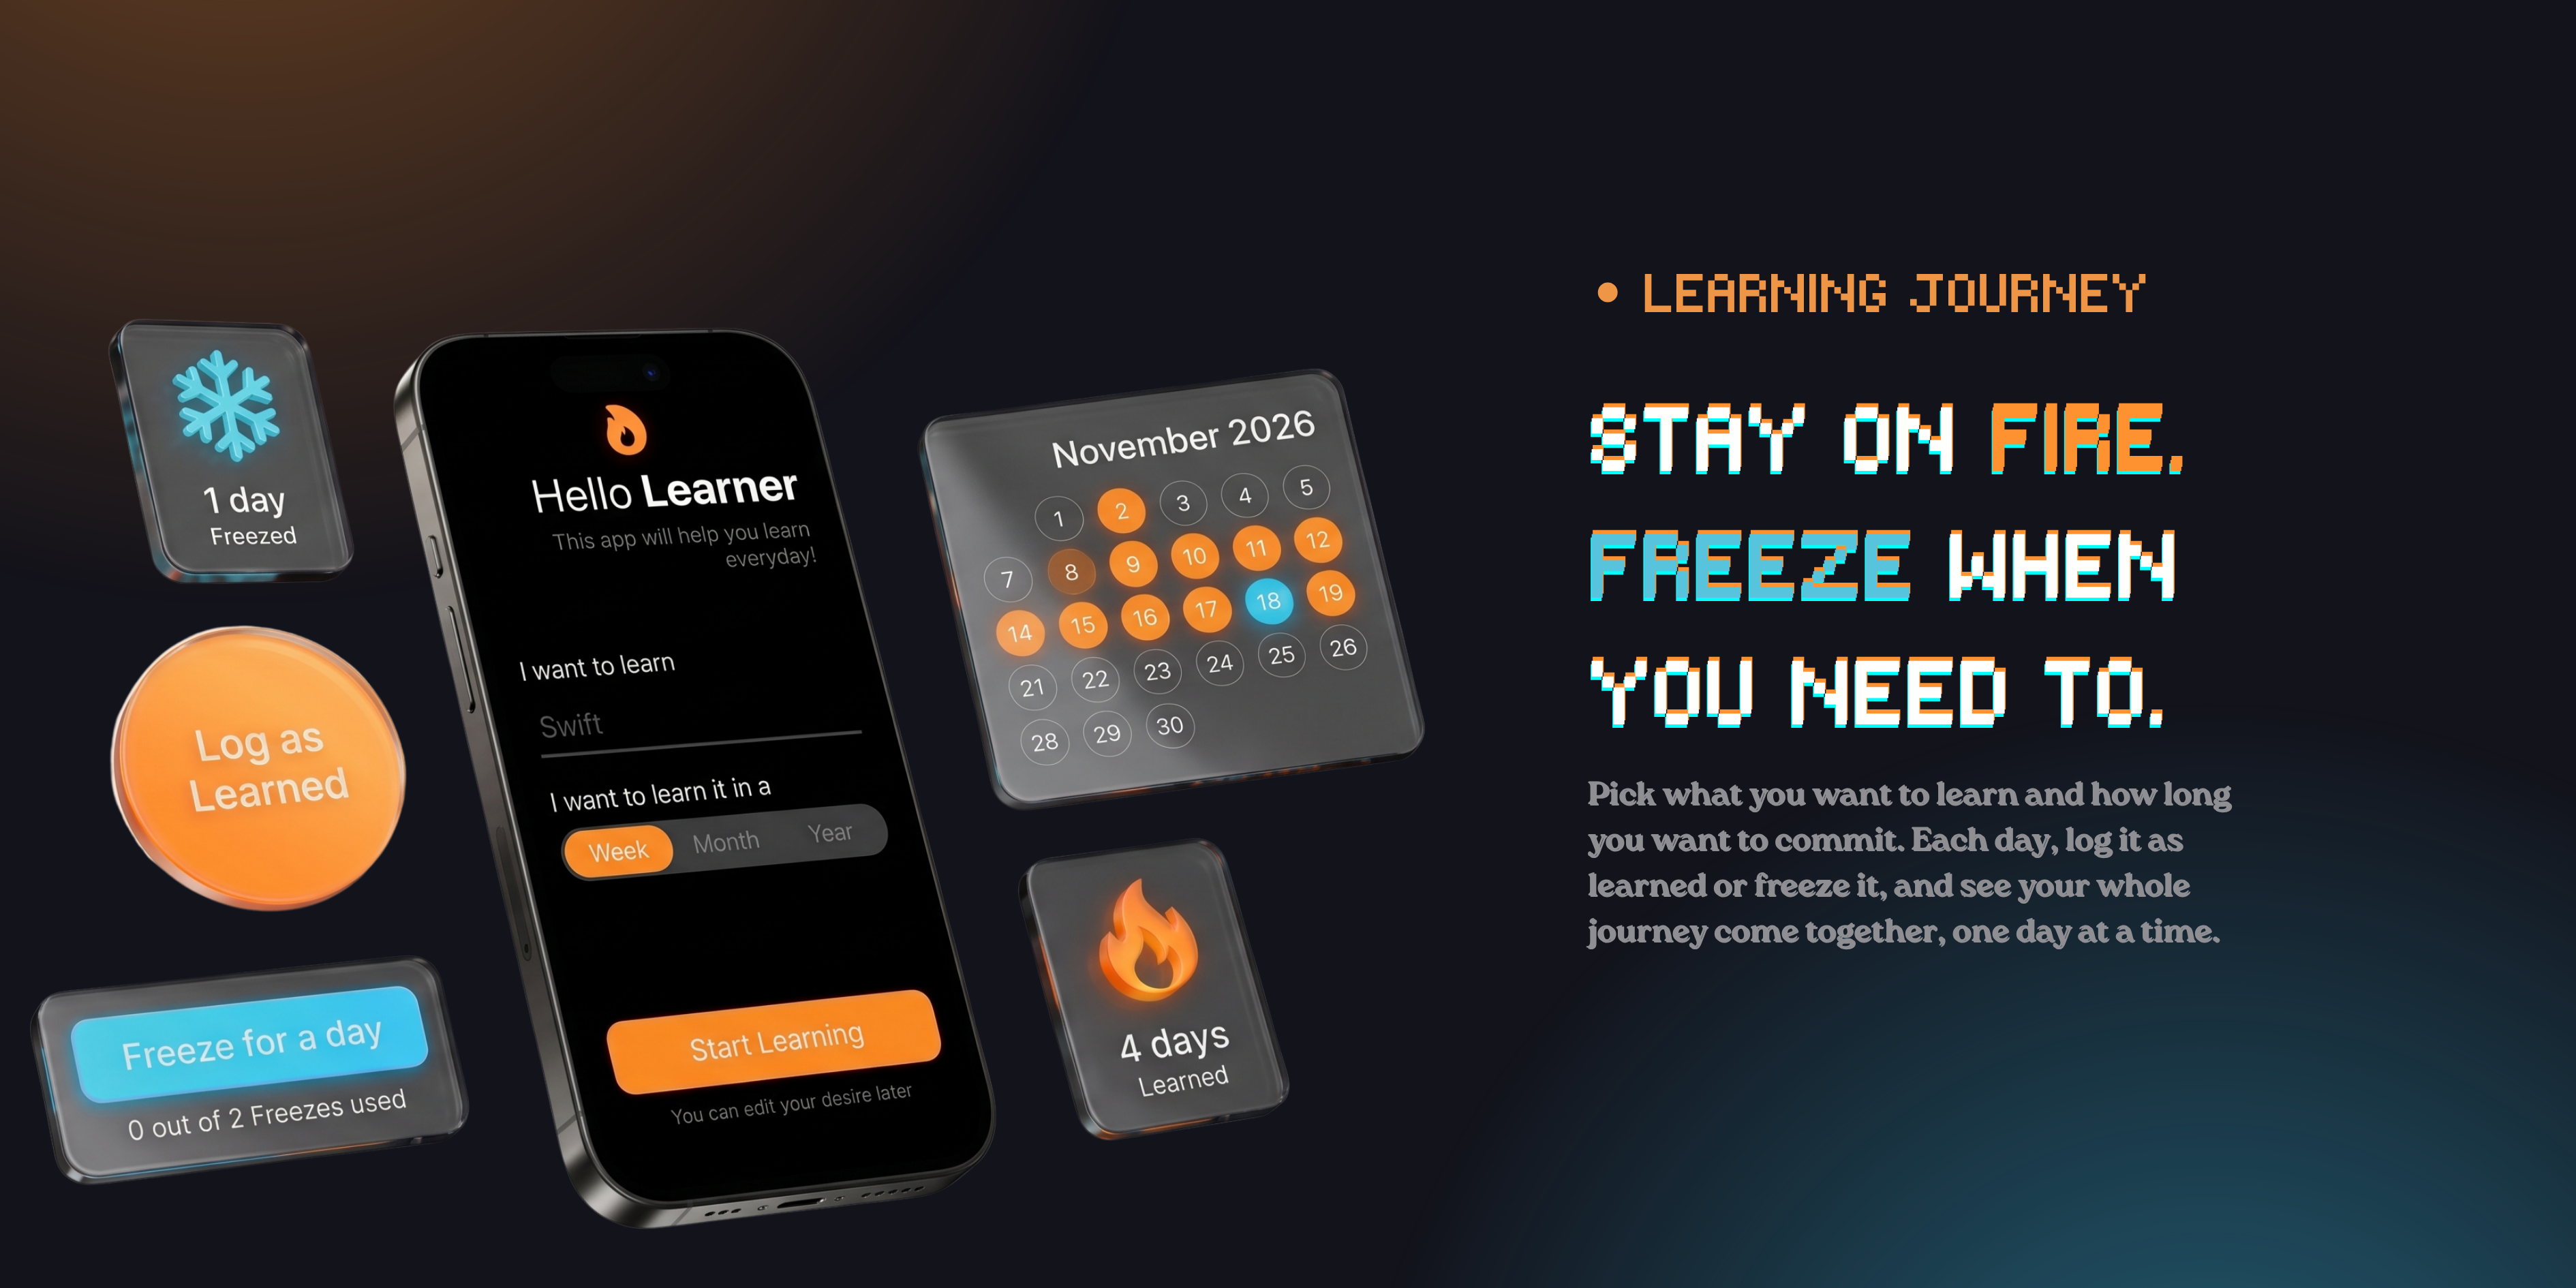 1 day
Freezed
Log as
Learned
Freeze for a day
0 out of 2 Freezes used
Hello Learner
This app will help you learn
everyday!
I want to learn
Swift
I want to learn it in a
Week Month Year
Start Learning
You can edit your desire later
November 2026
1 2 3 4 5
7 8 9 10 11 12
14 15 16 17 18 19
21 22 23 24 25 26
28 29 30
4 days
Learned
• LEARNING JOURNEY
STAY ON FIRE.
FREEZE WHEN
YOU NEED TO.
Pick what you want to learn and how long
you want to commit. Each day, log it as
learned or freeze it, and see your whole
journey come together, one day at a time.